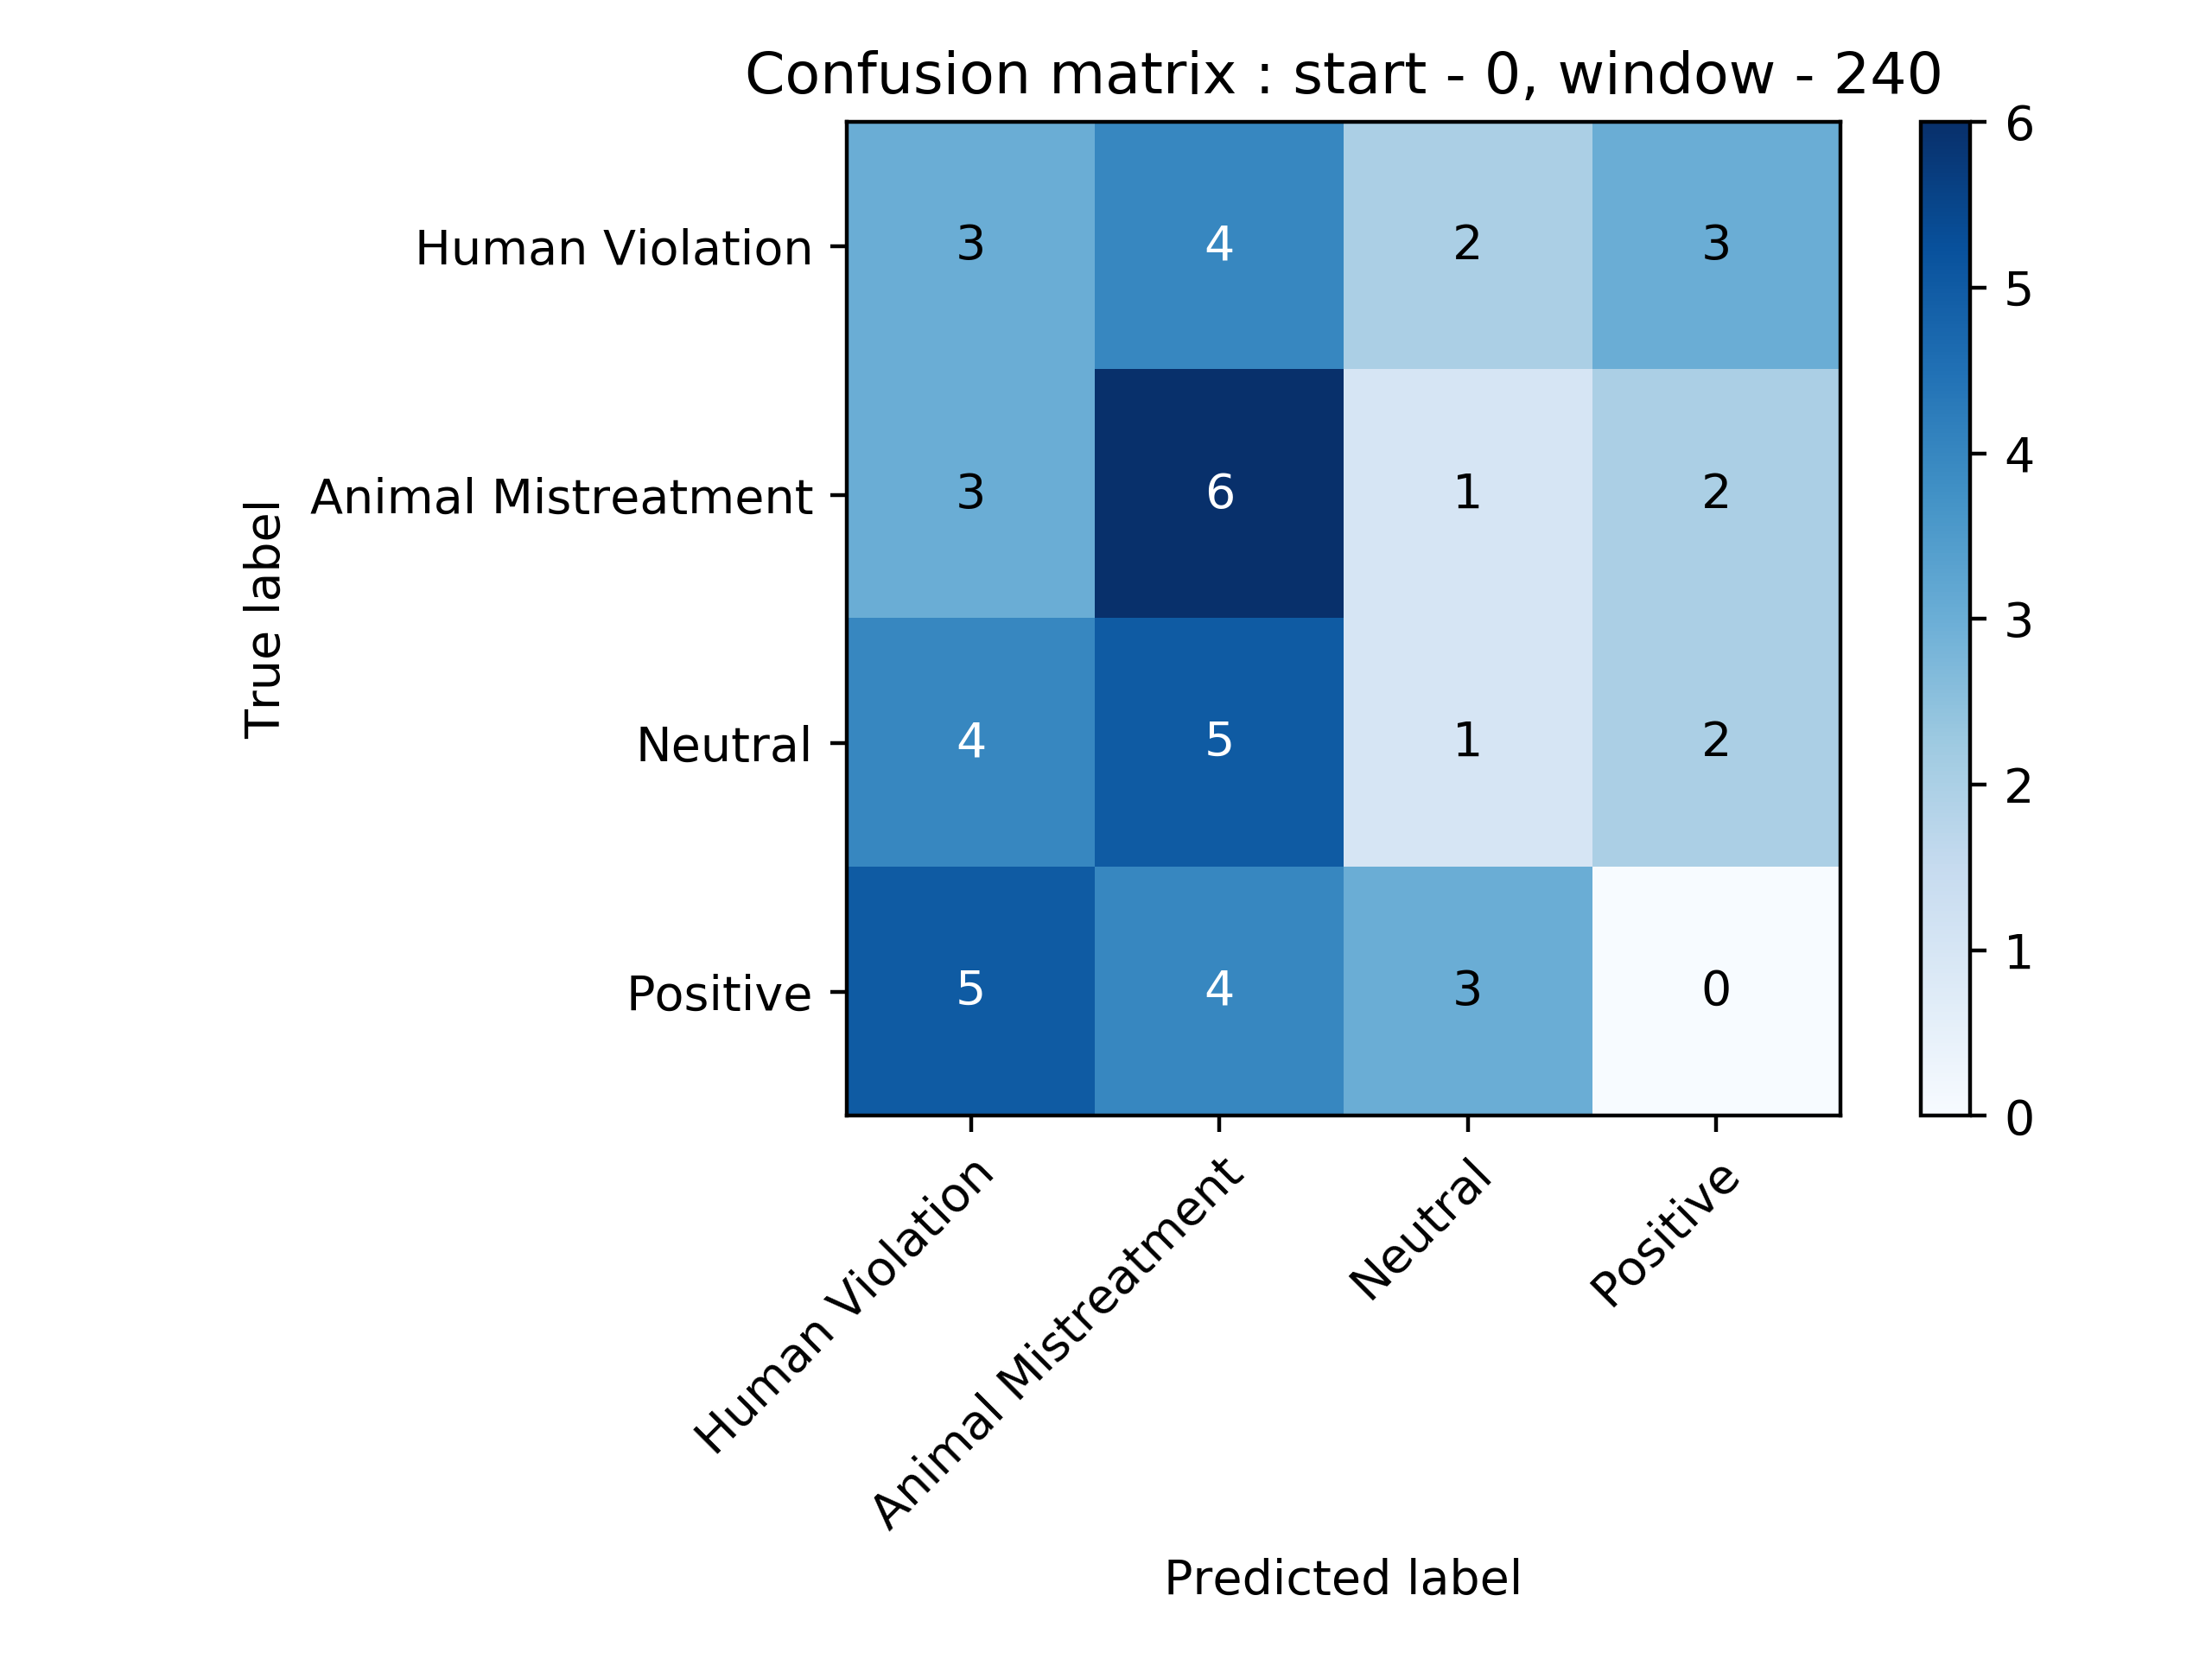 Confusion matrix : start - 0, window - 240
True label
Human Violation
3 4 2 3
Animal Mistreatment
3 6 1 2
Neutral
4 5 1 2
Positive
5 4 3 0
Human Violation
Animal Mistreatment
Neutral
Positive
Predicted label
6
5
4
3
2
1
0